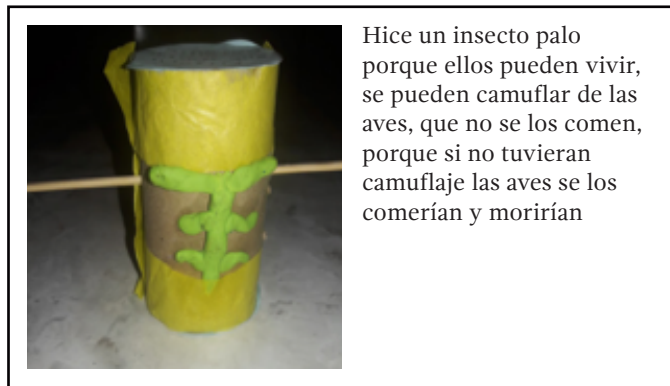 Hice un insecto palo
porque ellos pueden vivir,
se pueden camuflar de las
aves, que no se los comen,
porque si no tuvieran
camuflaje las aves se los
comerían y morirían